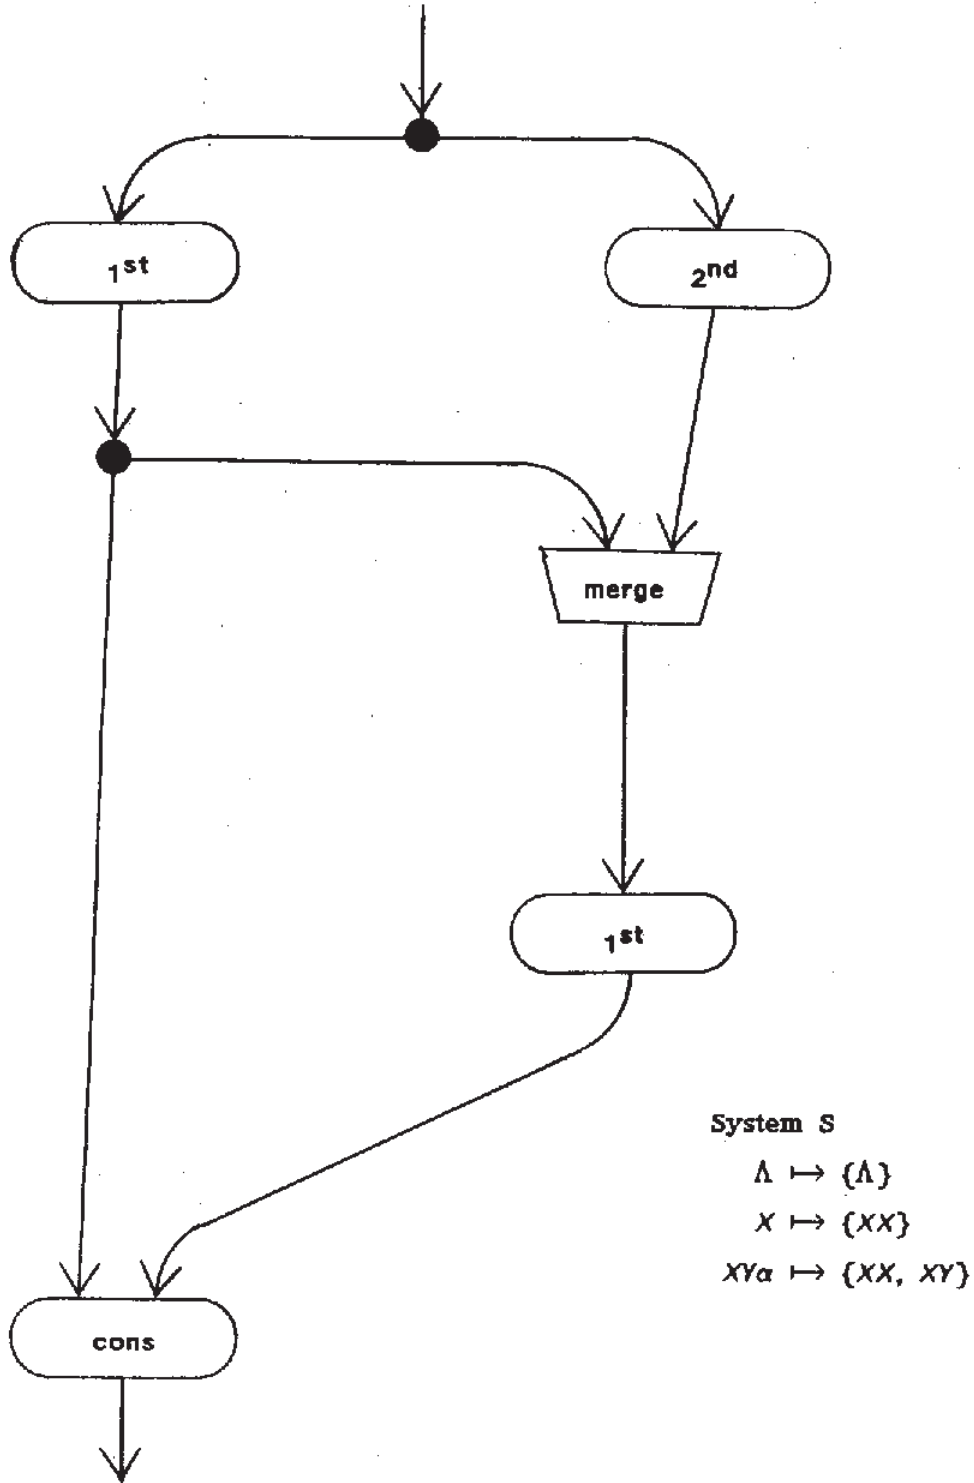 1st
2nd
merge
1st
System S
Λ ↦ {Λ}
X ↦ {XX}
XYα ↦ {XX, XY}
cons